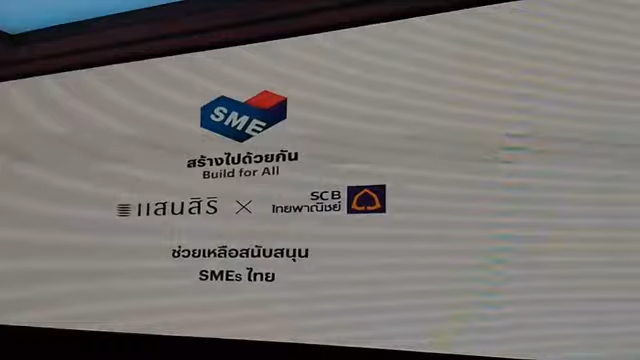 SME
สร้างไปด้วยกัน
Build for All
แสนสิริ × SCB ไทยพาณิชย์
ช่วยเหลือสนับสนุน
SMEs ไทย